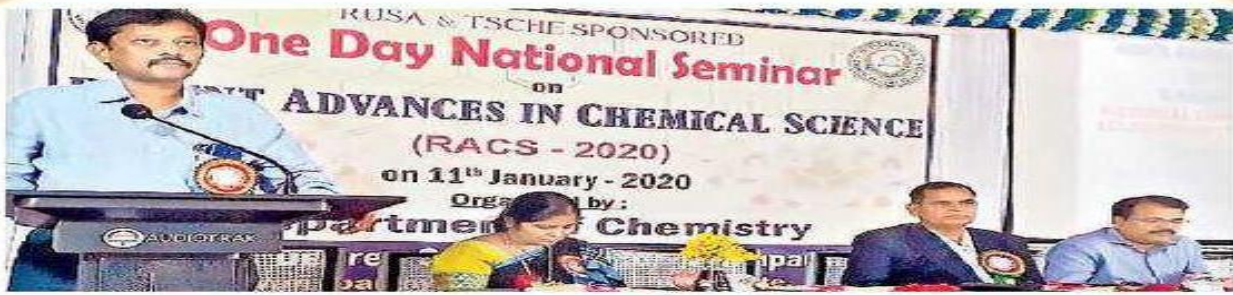 RUSA & TSCHE SPONSORED
One Day National Seminar
on
ADVANCES IN CHEMICAL SCIENCE
(RACS - 2020)
on 11th January - 2020
by :
Chemistry
AUDIOTRAK